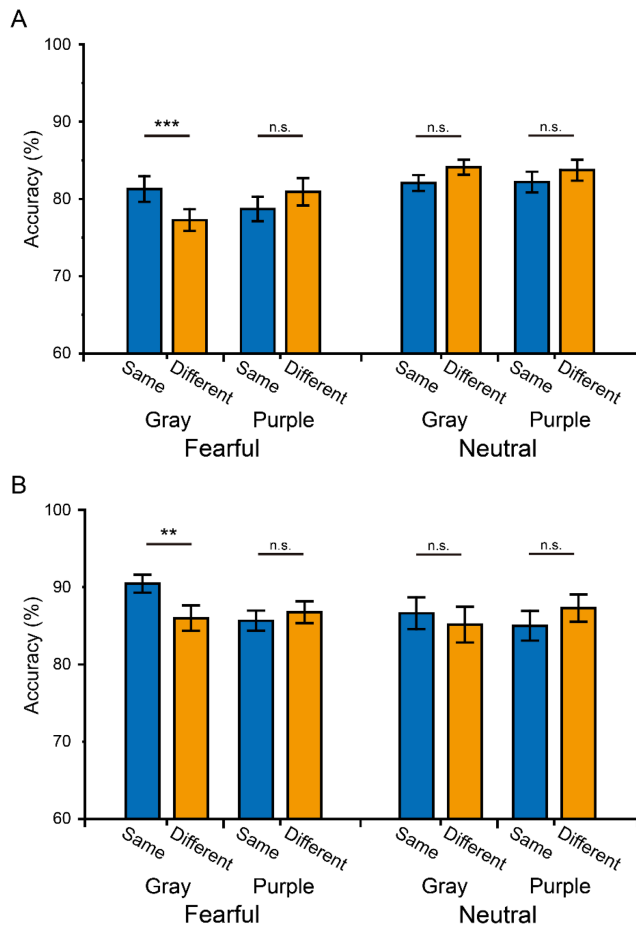 A
100
90
80
70
60
Accuracy (%)
***
n.s.
n.s.
n.s.
Same Different Same Different Same Different Same Different
Gray Purple Gray Purple
Fearful Neutral
B
100
90
80
70
60
Accuracy (%)
**
n.s.
n.s.
n.s.
Same Different Same Different Same Different Same Different
Gray Purple Gray Purple
Fearful Neutral